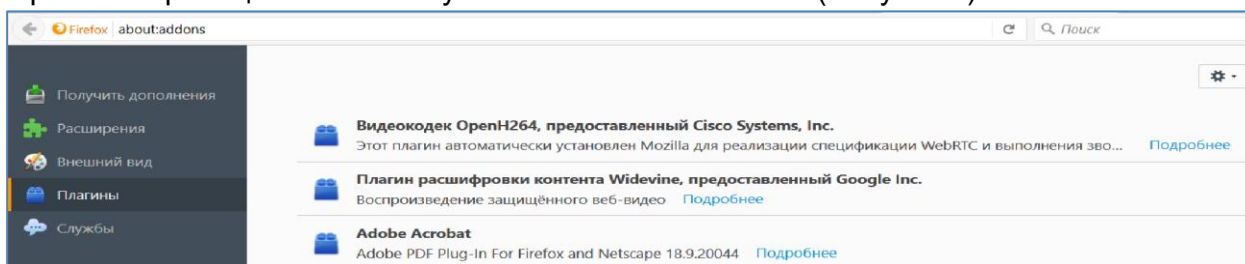 Firefox about:addons Поиск
Получить дополнения
Расширения
Внешний вид
Плагины
Службы
Видеокодек OpenH264, предоставленный Cisco Systems, Inc.
Этот плагин автоматически установлен Mozilla для реализации спецификации WebRTC и выполнения зво... Подробнее
Плагин расшифровки контента Widevine, предоставленный Google Inc.
Воспроизведение защищённого веб-видео Подробнее
Adobe Acrobat
Adobe PDF Plug-In For Firefox and Netscape 18.9.20044 Подробнее